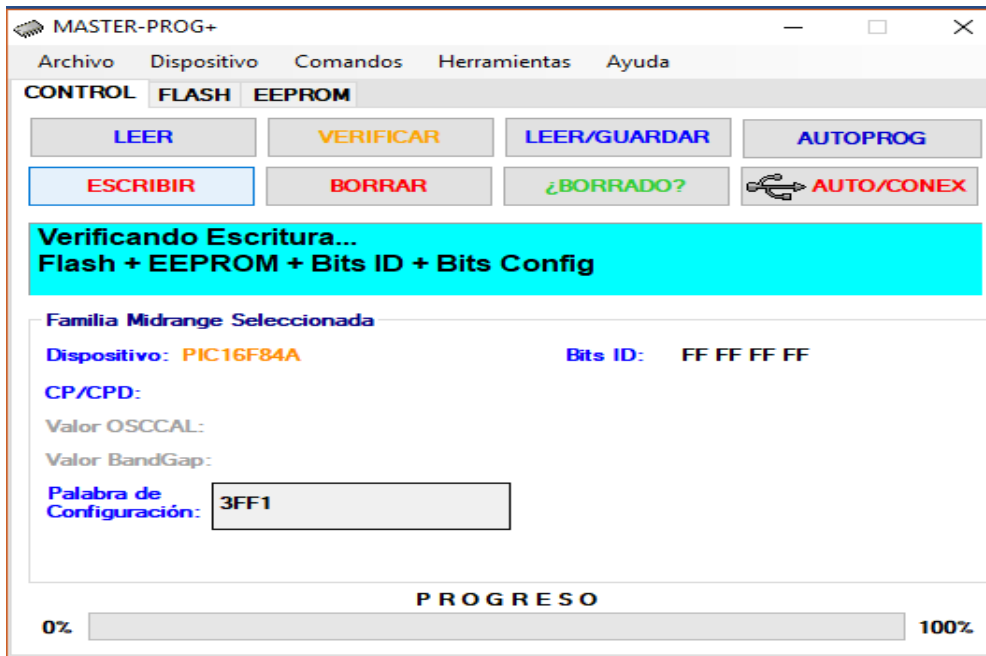 MASTER-PROG+
Archivo Dispositivo Comandos Herramientas Ayuda
CONTROL FLASH EEPROM
LEER VERIFICAR LEER/GUARDAR AUTOPROG
ESCRIBIR BORRAR ¿BORRADO? AUTO/CONEX
Verificando Escritura...
Flash + EEPROM + Bits ID + Bits Config
Familia Midrange Seleccionada
Dispositivo: PIC16F84A Bits ID: FF FF FF FF
CP/CPD:
Valor OSCCAL:
Valor BandGap:
Palabra de
Configuración: 3FF1
PROGRESO
0% 100%